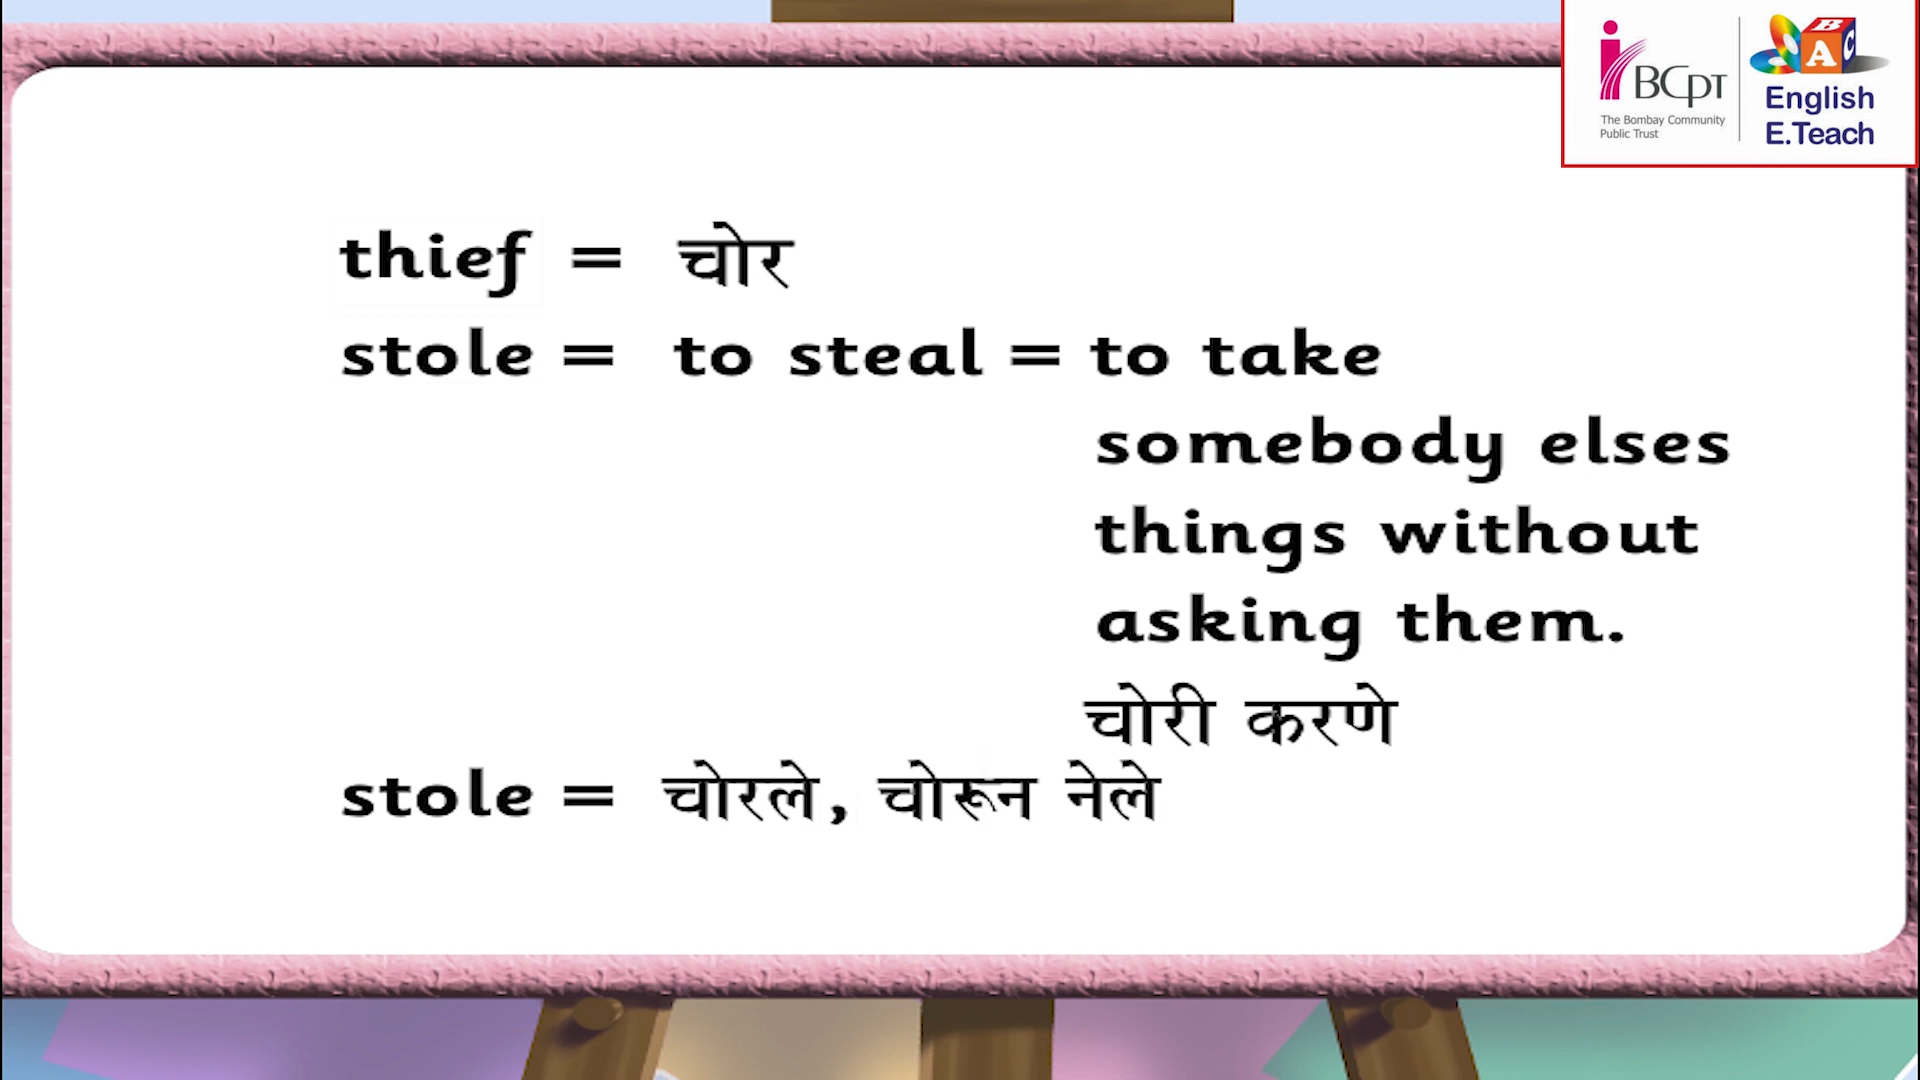 BCPT
The Bombay Community
Public Trust
B
A C
English
E.Teach
thief = चोर
stole = to steal = to take
somebody elses
things without
asking them.
चोरी करणे
stole = चोरले, चोरून नेले